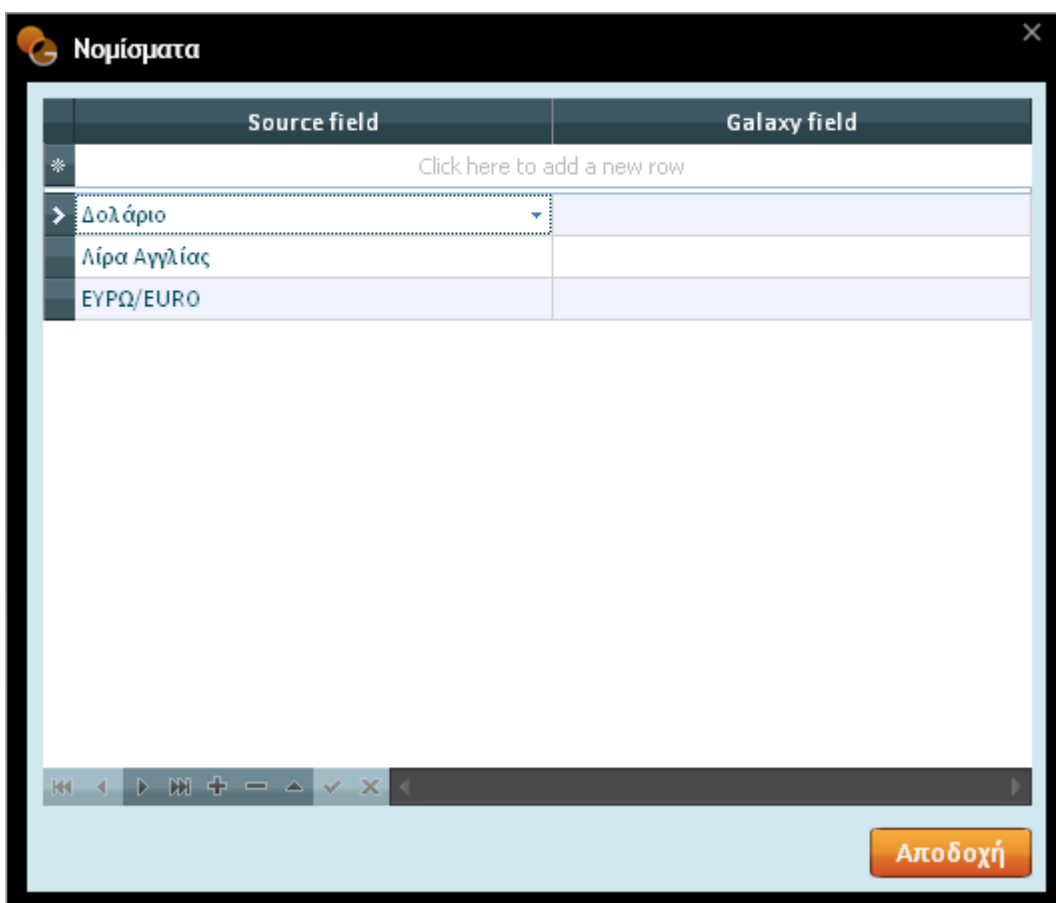 Νομίσματα
Source field Galaxy field
Click here to add a new row
Δολάριο
Λίρα Αγγλίας
ΕΥΡΩ/EURO
Αποδοχή